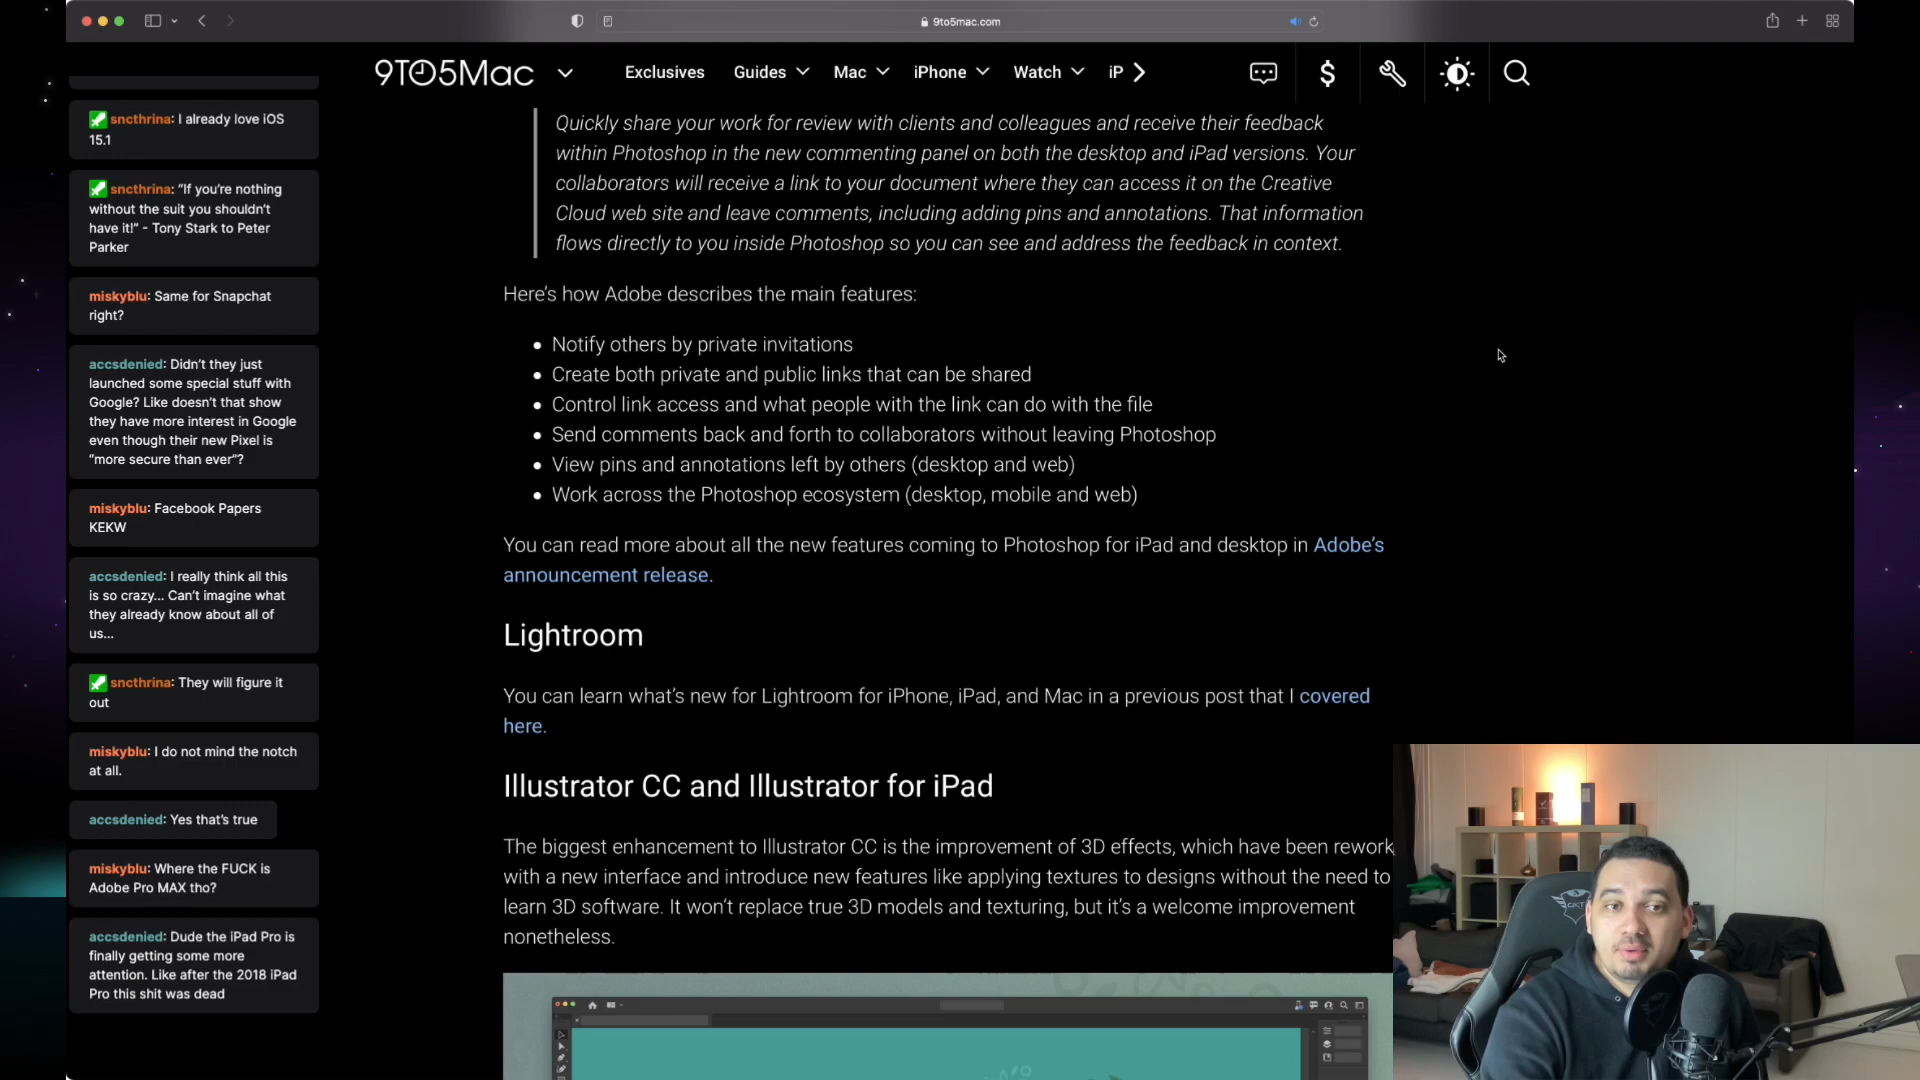 9to5mac.com
9TO5Mac
Exclusives Guides Mac iPhone Watch iP
sncthrina: I already love iOS
15.1
sncthrina: “If you’re nothing
without the suit you shouldn’t
have it!” - Tony Stark to Peter
Parker
miskyblu: Same for Snapchat
right?
accsdenied: Didn’t they just
launched some special stuff with
Google? Like doesn’t that show
they have more interest in Google
even though their new Pixel is
“more secure than ever”?
miskyblu: Facebook Papers
KEKW
accsdenied: I really think all this
is so crazy... Can’t imagine what
they already know about all of
us...
sncthrina: They will figure it
out
miskyblu: I do not mind the notch
at all.
accsdenied: Yes that’s true
miskyblu: Where the FUCK is
Adobe Pro MAX tho?
accsdenied: Dude the iPad Pro is
finally getting some more
attention. Like after the 2018 iPad
Pro this shit was dead
Quickly share your work for review with clients and colleagues and receive their feedback
within Photoshop in the new commenting panel on both the desktop and iPad versions. Your
collaborators will receive a link to your document where they can access it on the Creative
Cloud web site and leave comments, including adding pins and annotations. That information
flows directly to you inside Photoshop so you can see and address the feedback in context.
Here’s how Adobe describes the main features:
• Notify others by private invitations
• Create both private and public links that can be shared
• Control link access and what people with the link can do with the file
• Send comments back and forth to collaborators without leaving Photoshop
• View pins and annotations left by others (desktop and web)
• Work across the Photoshop ecosystem (desktop, mobile and web)
You can read more about all the new features coming to Photoshop for iPad and desktop in Adobe’s
announcement release.
Lightroom
You can learn what’s new for Lightroom for iPhone, iPad, and Mac in a previous post that I covered
here.
Illustrator CC and Illustrator for iPad
The biggest enhancement to Illustrator CC is the improvement of 3D effects, which have been rework
with a new interface and introduce new features like applying textures to designs without the need to
learn 3D software. It won’t replace true 3D models and texturing, but it’s a welcome improvement
nonetheless.